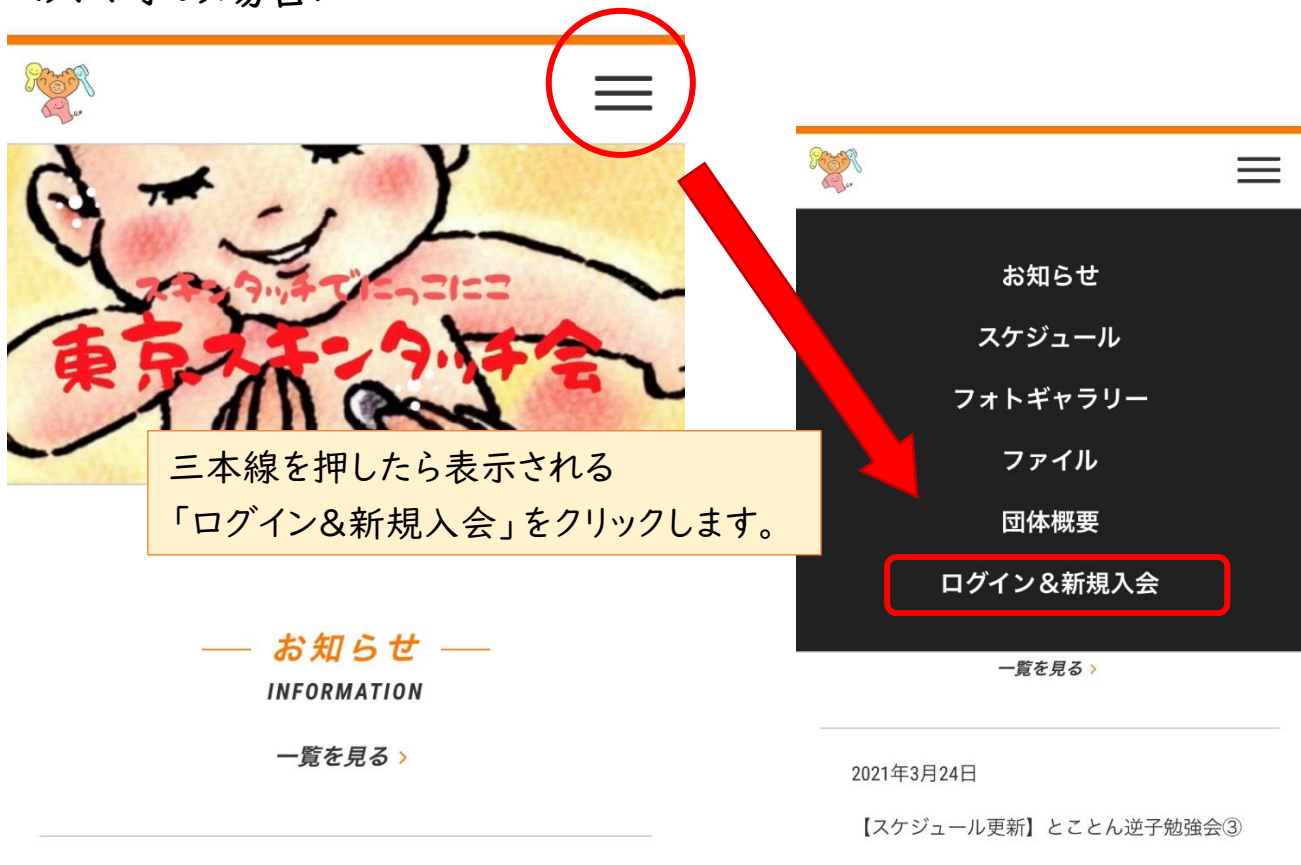 スキンタッチでにっこにこ
東京スキンタッチ会
三本線を押したら表示される
「ログイン&新規入会」をクリックします。
お知らせ
INFORMATION
一覧を見る >
お知らせ
スケジュール
フォトギャラリー
ファイル
団体概要
ログイン&新規入会
一覧を見る >
2021年3月24日
【スケジュール更新】とことん逆子勉強会③